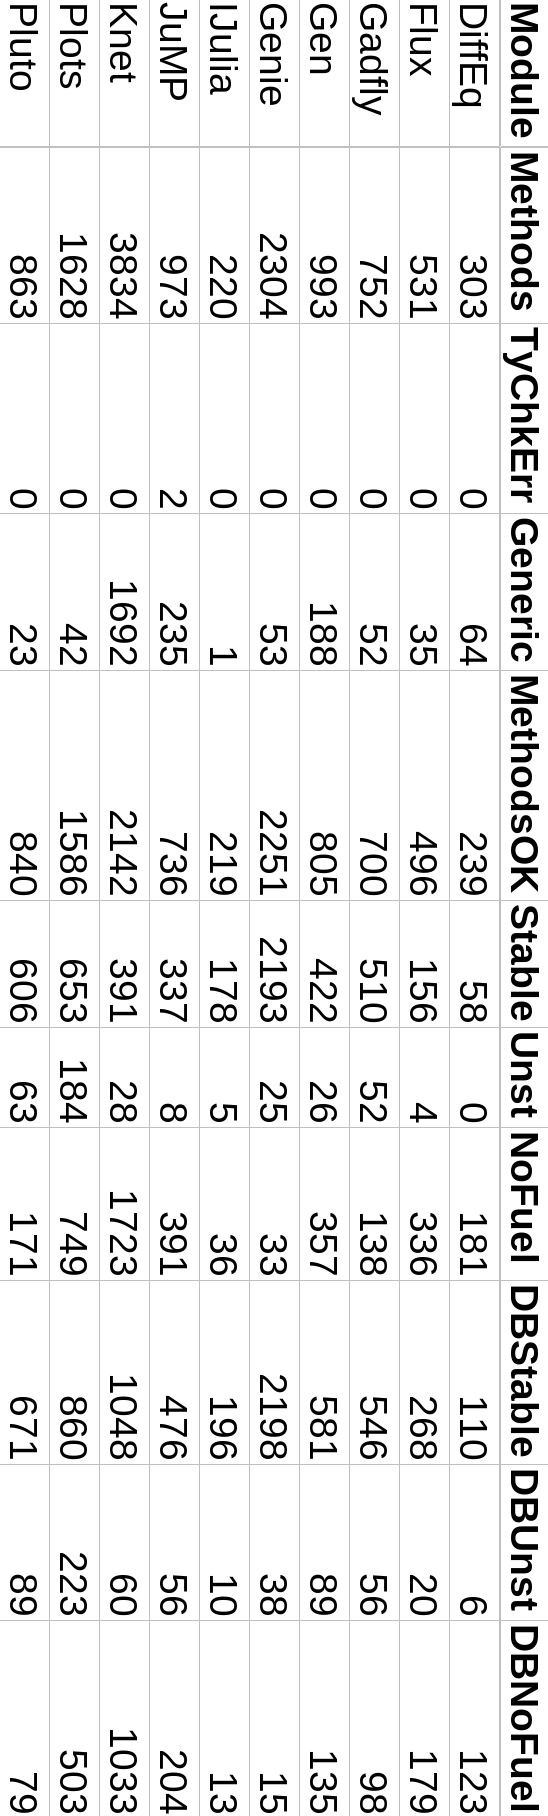 Module Methods TyChkErr Generic MethodsOK Stable Unst NoFuel DBStable DBUnst DBNoFuel
DiffEq 303 0 64 239 58 0 181 110 6 123
Flux 531 0 35 496 156 4 336 268 20 179
Gadfly 752 0 52 700 510 52 138 546 56 98
Gen 993 0 188 805 422 26 357 581 89 135
Genie 2304 0 53 2251 2193 25 33 2198 38 15
IJulia 220 0 1 219 178 5 36 196 10 13
JuMP 973 2 235 736 337 8 391 476 56 204
Knet 3834 0 1692 2142 391 28 1723 1048 60 1033
Plots 1628 0 42 1586 653 184 749 860 223 503
Pluto 863 0 23 840 606 63 171 671 89 79